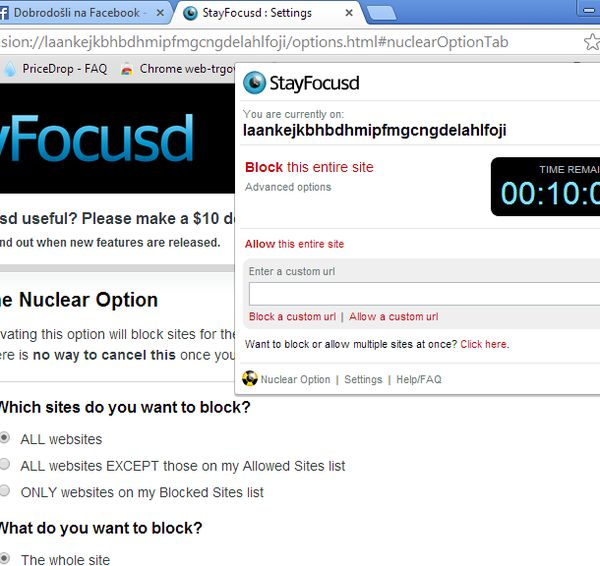 Dobrodošli na Facebook -
StayFocusd : Settings
sion://laankejkbhbdhmipfmgcngdelahlfoji/options.html#nuclearOptionTab
PriceDrop - FAQ
Chrome web-trgov
yFocusd
StayFocusd
You are currently on:
laankejkbhbdhmipfmgcngdelahlfoji
Block this entire site
Advanced options
TIME REMAI
00:10:0
Allow this entire site
Enter a custom url
Block a custom url | Allow a custom url
Want to block or allow multiple sites at once? Click here.
Nuclear Option | Settings | Help/FAQ
sd useful? Please make a $10 d
nd out when new features are released.
e Nuclear Option
vating this option will block sites for the
ere is no way to cancel this once you
Which sites do you want to block?
ALL websites
ALL websites EXCEPT those on my Allowed Sites list
ONLY websites on my Blocked Sites list
What do you want to block?
The whole site